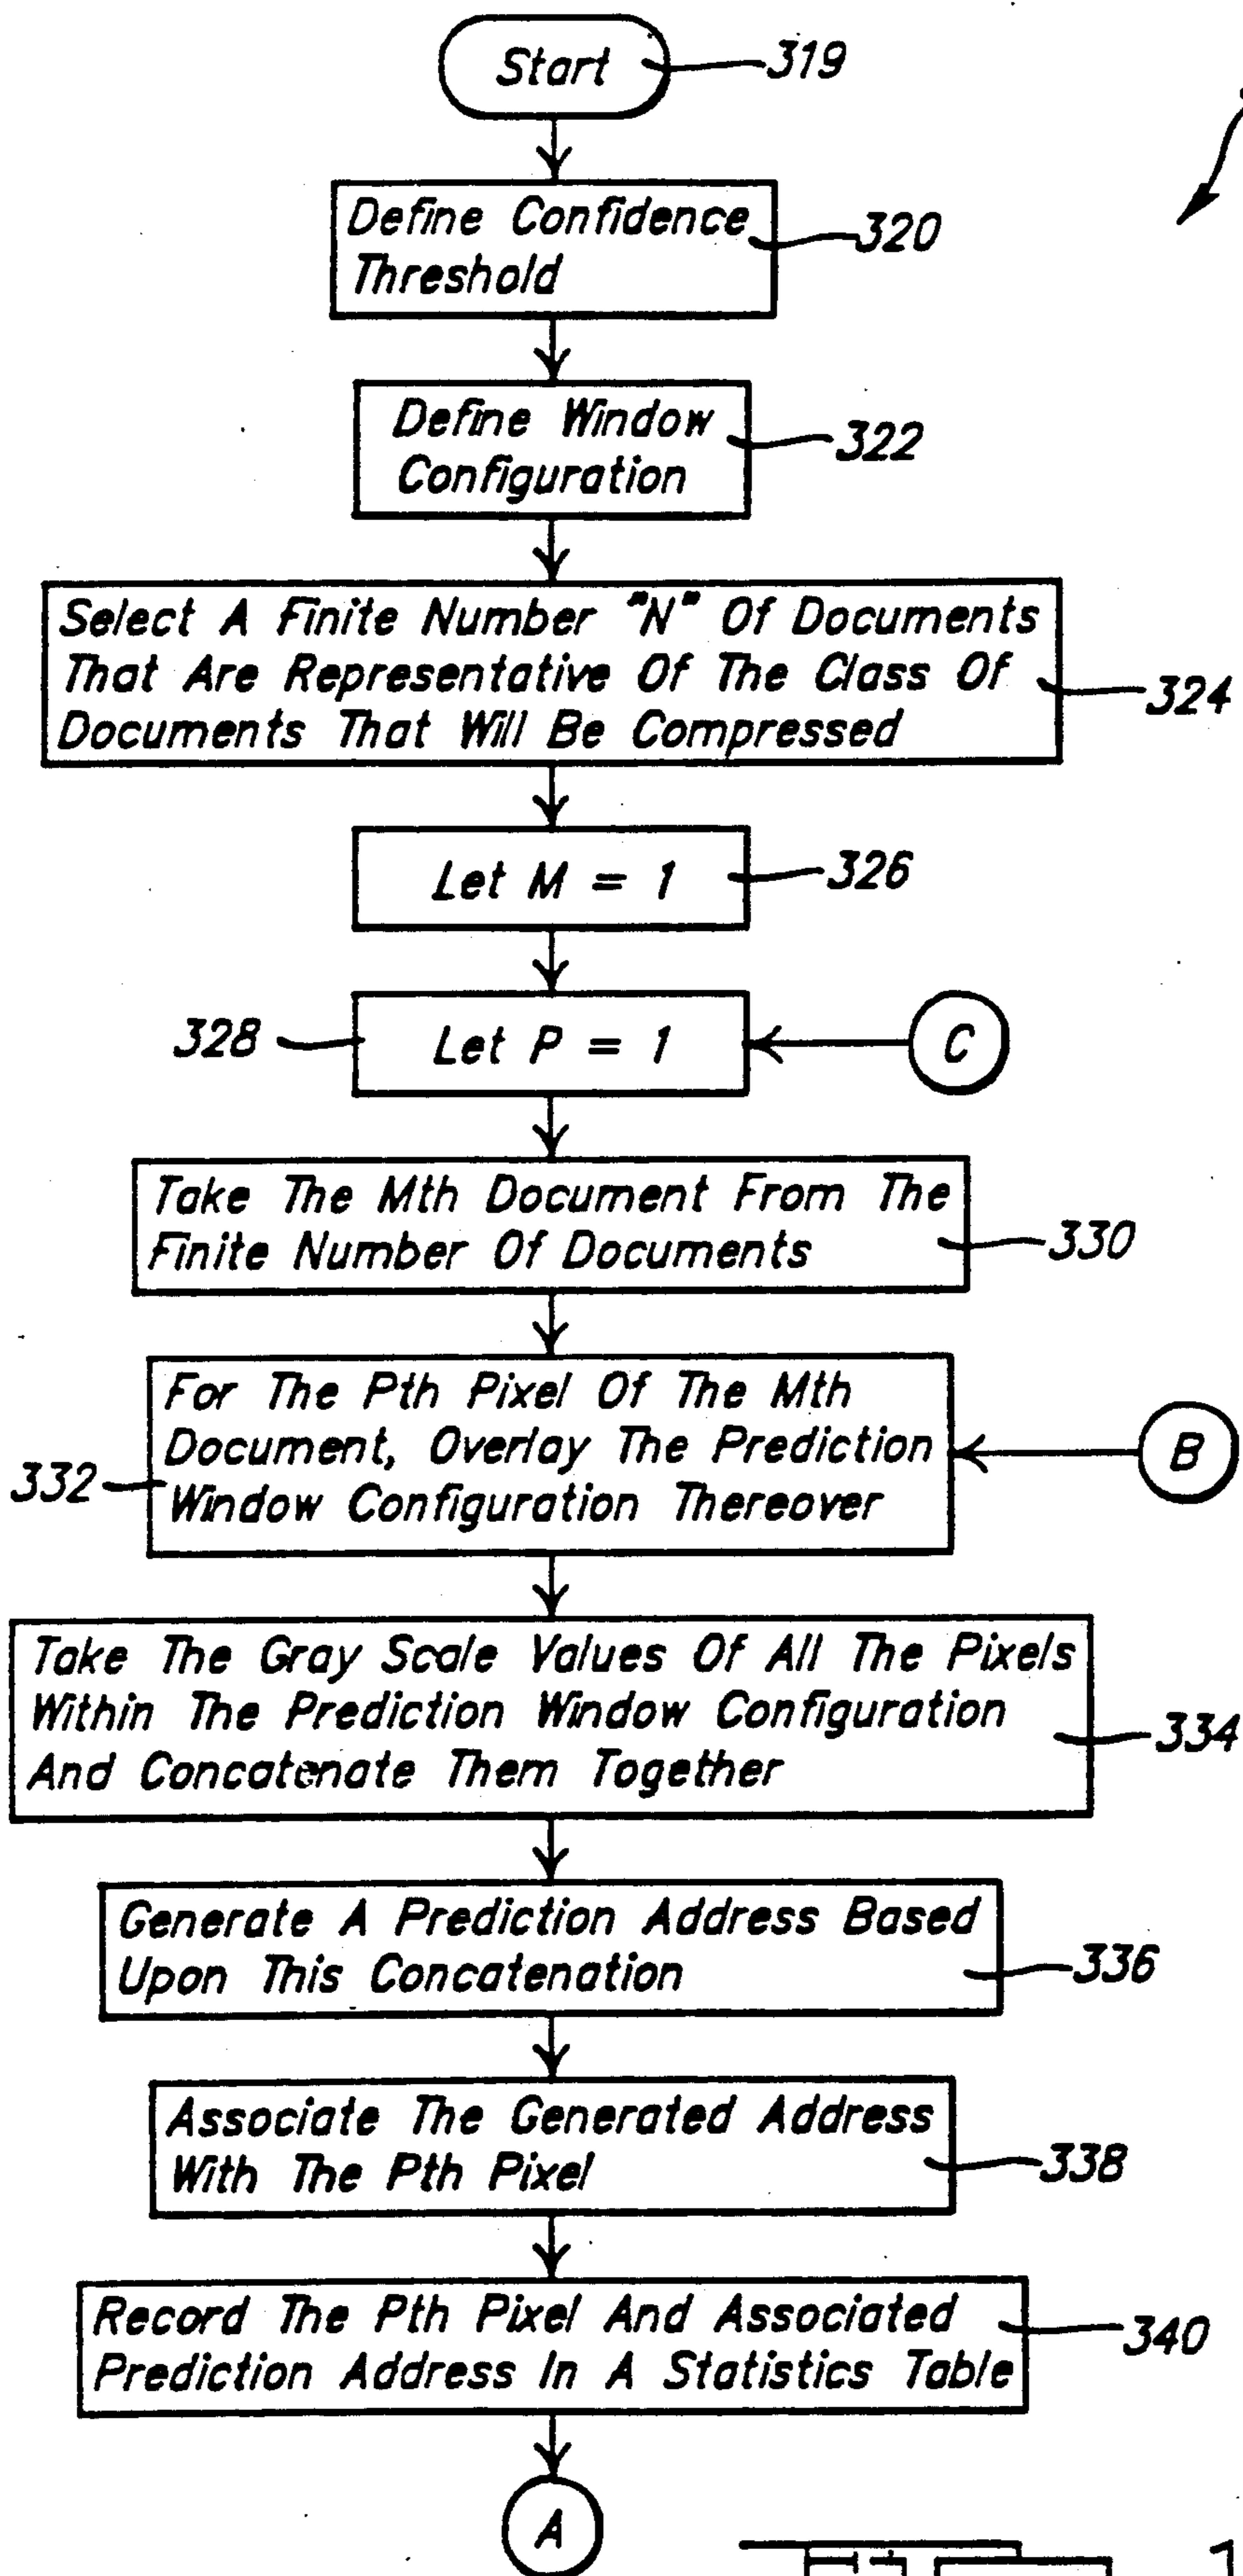 Start 319
Define Confidence
Threshold
320
Define Window
Configuration
322
Select A Finite Number "N" Of Documents
That Are Representative Of The Class Of
Documents That Will Be Compressed
324
Let M = 1 326
328 Let P = 1 C
Take The Mth Document From The
Finite Number Of Documents
330
For The Pth Pixel Of The Mth
Document, Overlay The Prediction
Window Configuration Thereover
332
B
Take The Gray Scale Values Of All The Pixels
Within The Prediction Window Configuration
And Concatenate Them Together
334
Generate A Prediction Address Based
Upon This Concatenation
336
Associate The Generated Address
With The Pth Pixel
338
Record The Pth Pixel And Associated
Prediction Address In A Statistics Table
340
A